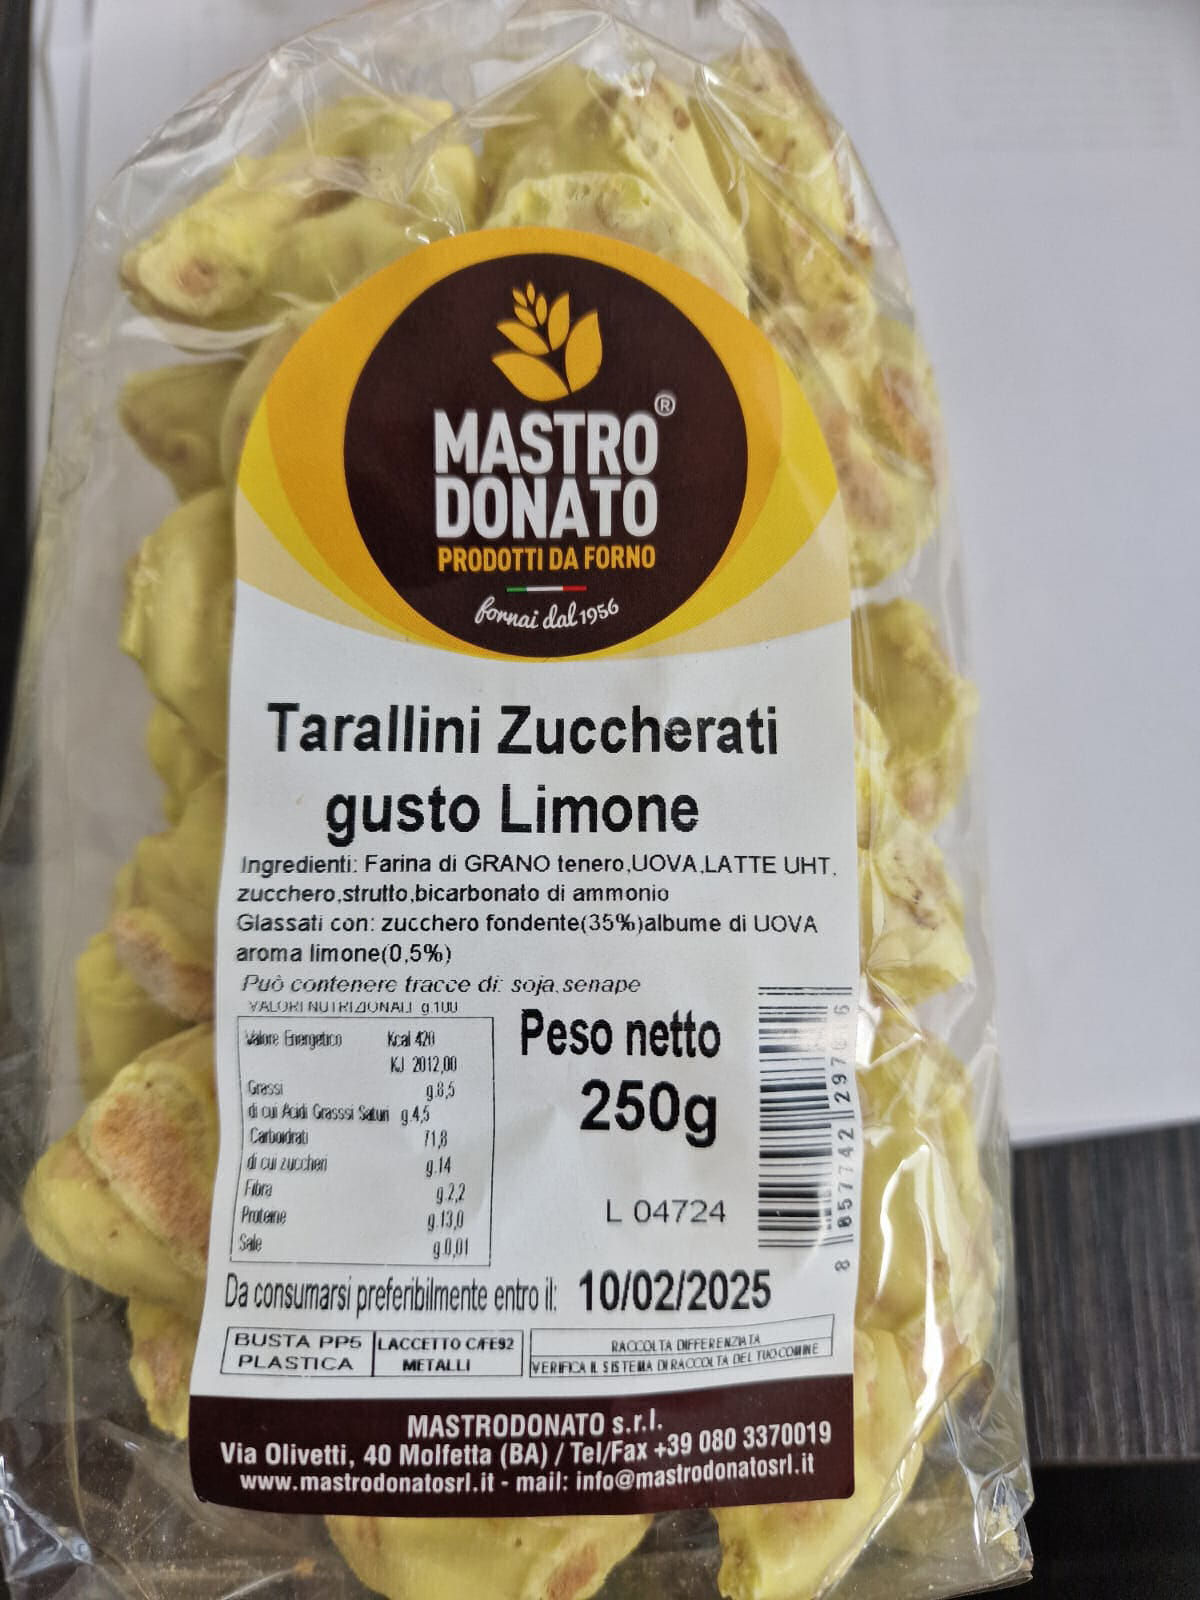 MASTRO ®
DONATO
PRODOTTI DA FORNO
fornai dal 1956
Tarallini Zuccherati
gusto Limone
Ingredienti: Farina di GRANO tenero,UOVA,LATTE UHT,
zucchero,strutto,bicarbonato di ammonio
Glassati con: zucchero fondente(35%)albume di UOVA
aroma limone(0,5%)
Può contenere tracce di: soja,senape
VALORI NUTRIZIONALI g.100
Valore Energetico Kcal 420
KJ 2012,00
Grassi g.8,5
di cui Acidi Grasssi Saturi g.4,5
Carboidrati 71,8
di cui zuccheri g.14
Fibra g.2,2
Proteine g.13,0
Sale g.0,01
Peso netto
250g
L 04724
Da consumarsi preferibilmente entro il: 10/02/2025
BUSTA PP5
PLASTICA
LACCETTO C/FE92
METALLI
RACCOLTA DIFFERENZIATA
VERIFICA IL SISTEMA DI RACCOLTA DEL TUO COMUNE
MASTRODONATO s.r.l.
Via Olivetti, 40 Molfetta (BA) / Tel/Fax +39 080 3370019
www.mastrodonatosrl.it - mail: info@mastrodonatosrl.it